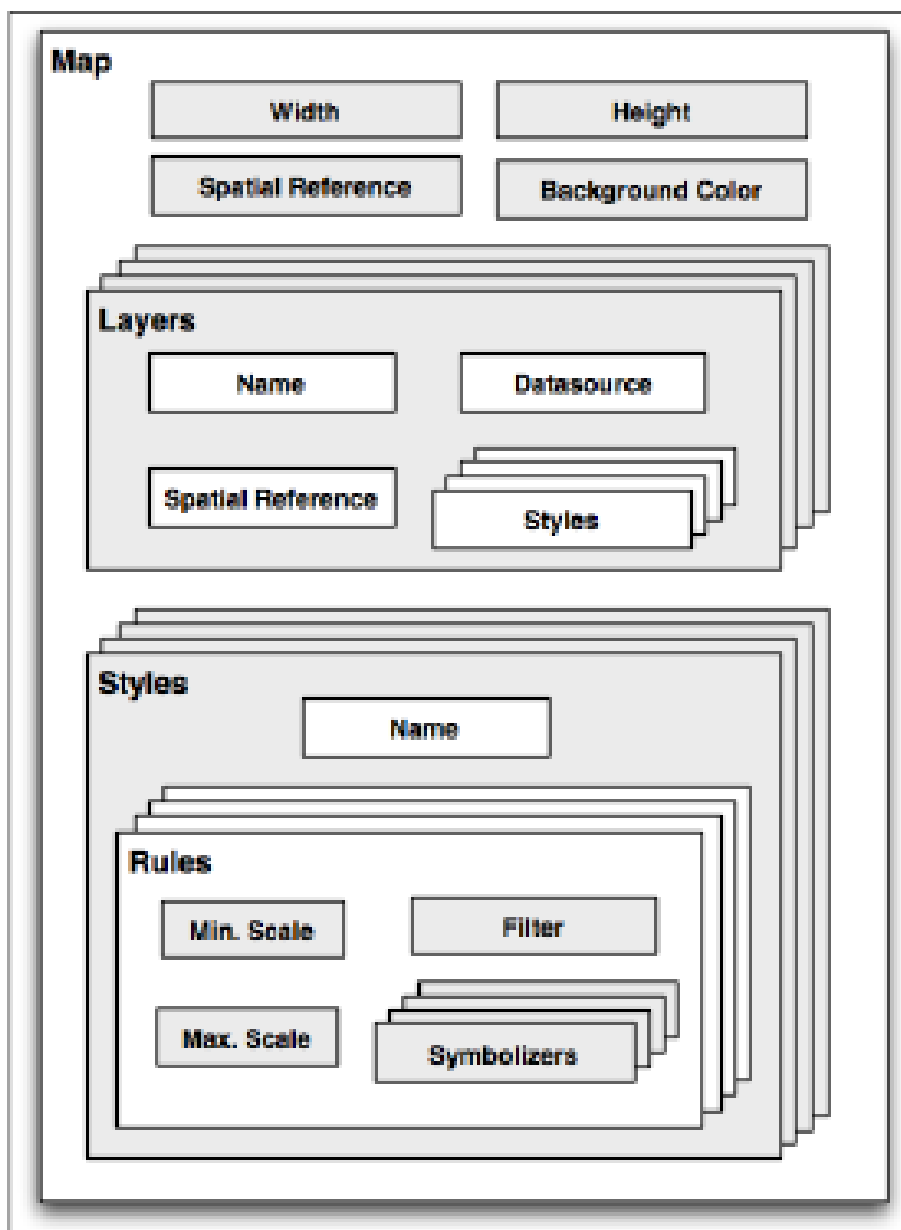 Map
Width
Height
Spatial Reference
Background Color
Layers
Name
Datasource
Spatial Reference
Styles
Styles
Name
Rules
Min. Scale
Filter
Max. Scale
Symbolizers